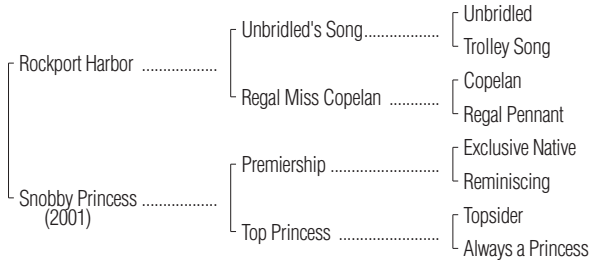 Unbridled
Unbridled's Song..................
Trolley Song
Rockport Harbor ..................
Copelan
Regal Miss Copelan ............
Regal Pennant
Exclusive Native
Premiership .........................
Reminiscing
Snobby Princess ..................
(2001)
Topsider
Top Princess .......................
Always a Princess